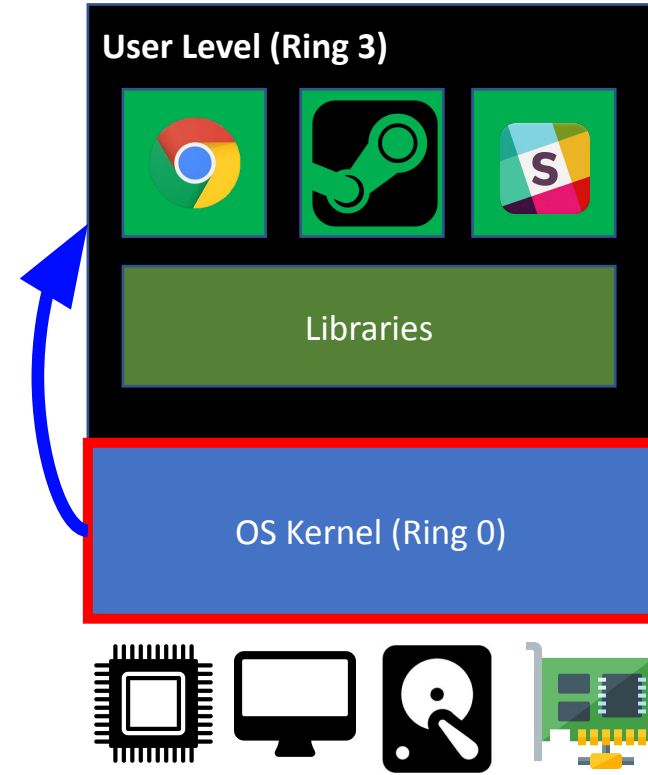 User Level (Ring 3)
S
Libraries
OS Kernel (Ring 0)